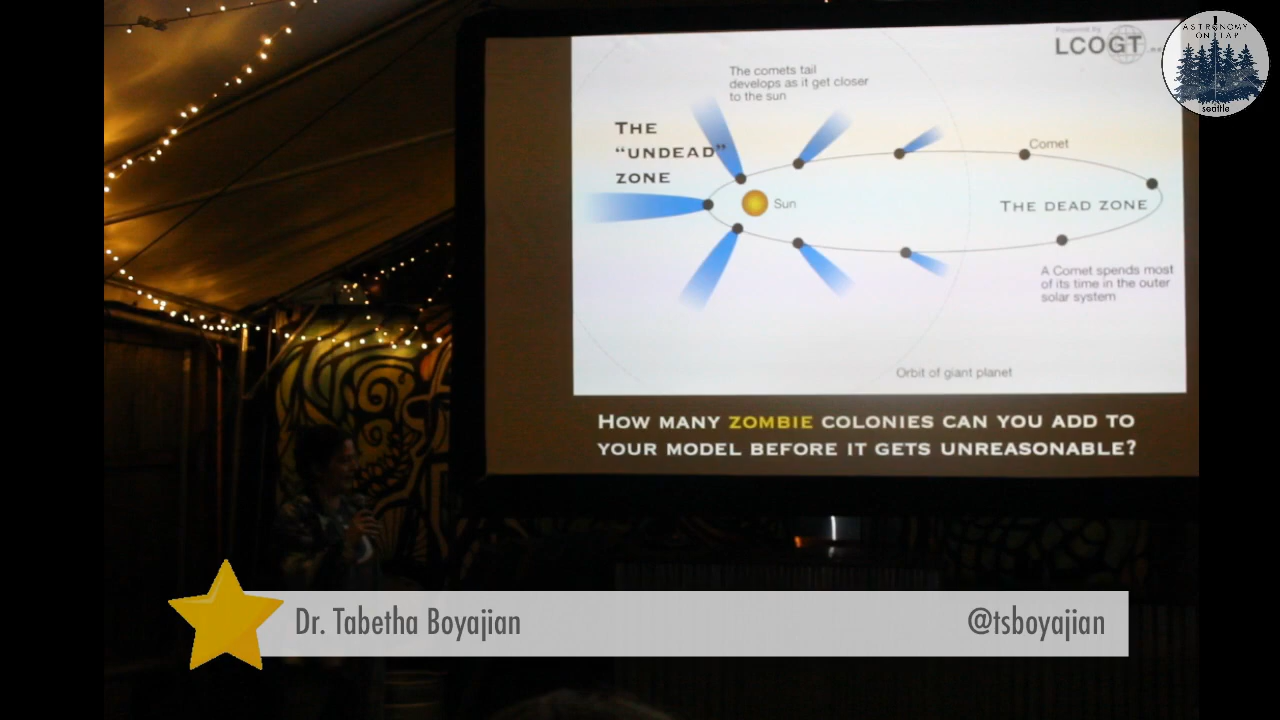 Powered by
LCOGT
ASTRONOMY
ON TAP
seattle
The comets tail
develops as it get closer
to the sun
THE
"UNDEAD"
ZONE
Comet
Sun
THE DEAD ZONE
A Comet spends most
of its time in the outer
solar system
Orbit of giant planet
HOW MANY ZOMBIE COLONIES CAN YOU ADD TO
YOUR MODEL BEFORE IT GETS UNREASONABLE?
Dr. Tabetha Boyajian
@tsboyajian